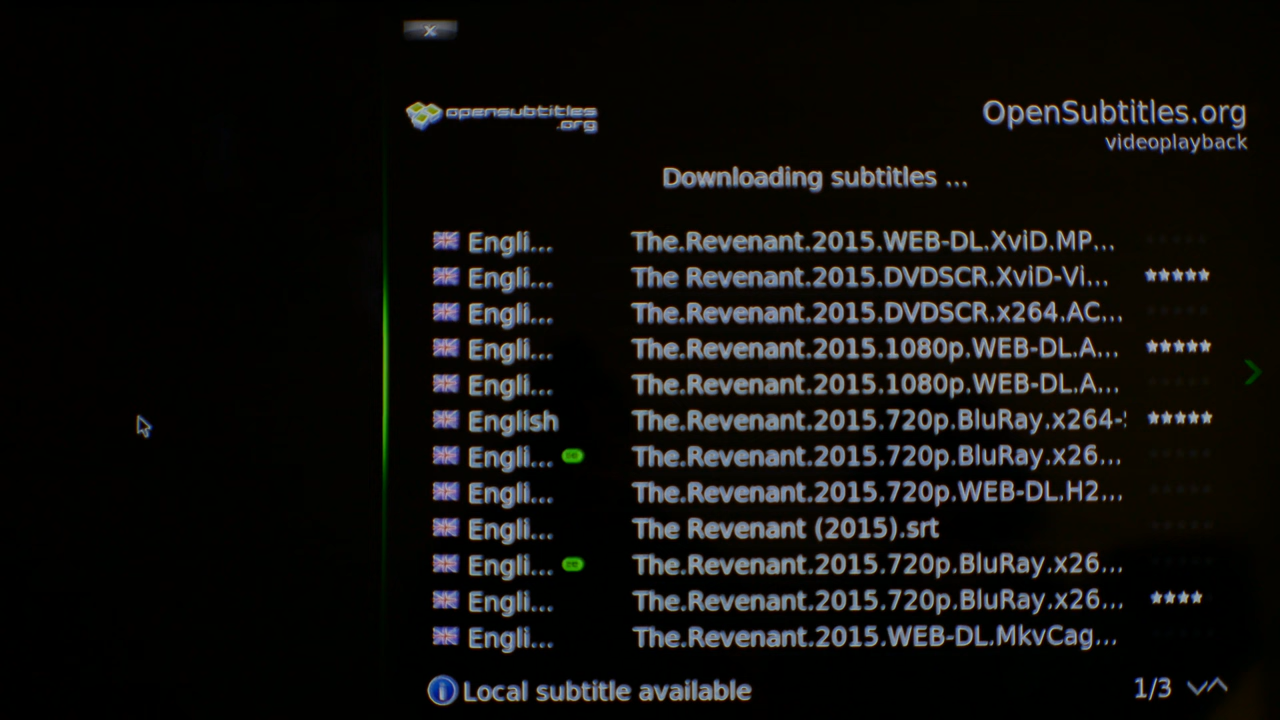 x
opensubtitles
.org
OpenSubtitles.org
videoplayback
Downloading subtitles ...
Engli... The.Revenant.2015.WEB-DL.XviD.MP...
Engli... The.Revenant.2015.DVDSCR.XviD-Vi... *****
Engli... The.Revenant.2015.DVDSCR.x264.AC...
Engli... The.Revenant.2015.1080p.WEB-DL.A... *****
Engli... The.Revenant.2015.1080p.WEB-DL.A...
English The.Revenant.2015.720p.BluRay.x264- *****
Engli... The.Revenant.2015.720p.BluRay.x26...
Engli... The.Revenant.2015.720p.WEB-DL.H2...
Engli... The Revenant (2015).srt
Engli... The.Revenant.2015.720p.BluRay.x26...
Engli... The.Revenant.2015.720p.BluRay.x26... ****
Engli... The.Revenant.2015.WEB-DL.MkvCag...
Local subtitle available
1/3